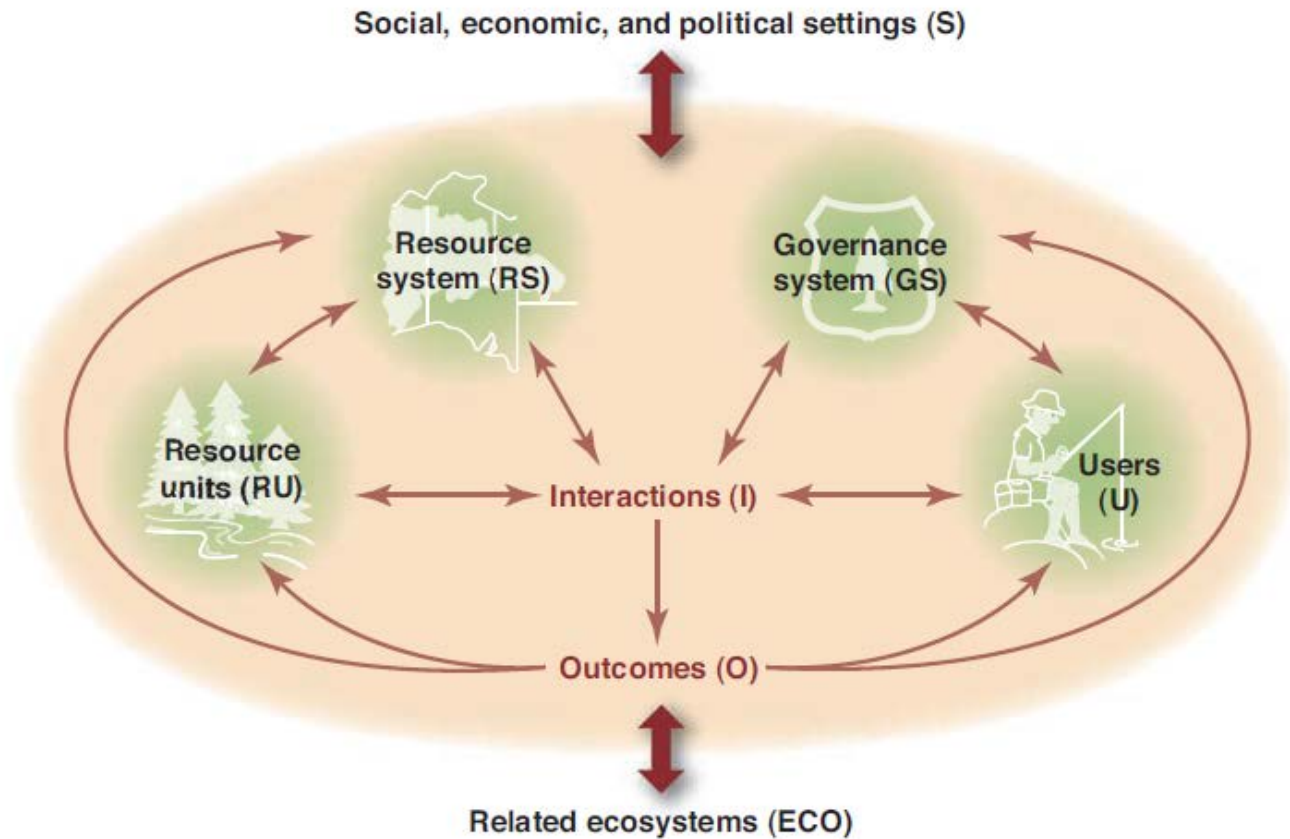 Social, economic, and political settings (S)
Resource
system (RS)
Governance
system (GS)
Resource
units (RU)
Interactions (I)
Users
(U)
Outcomes (O)
Related ecosystems (ECO)